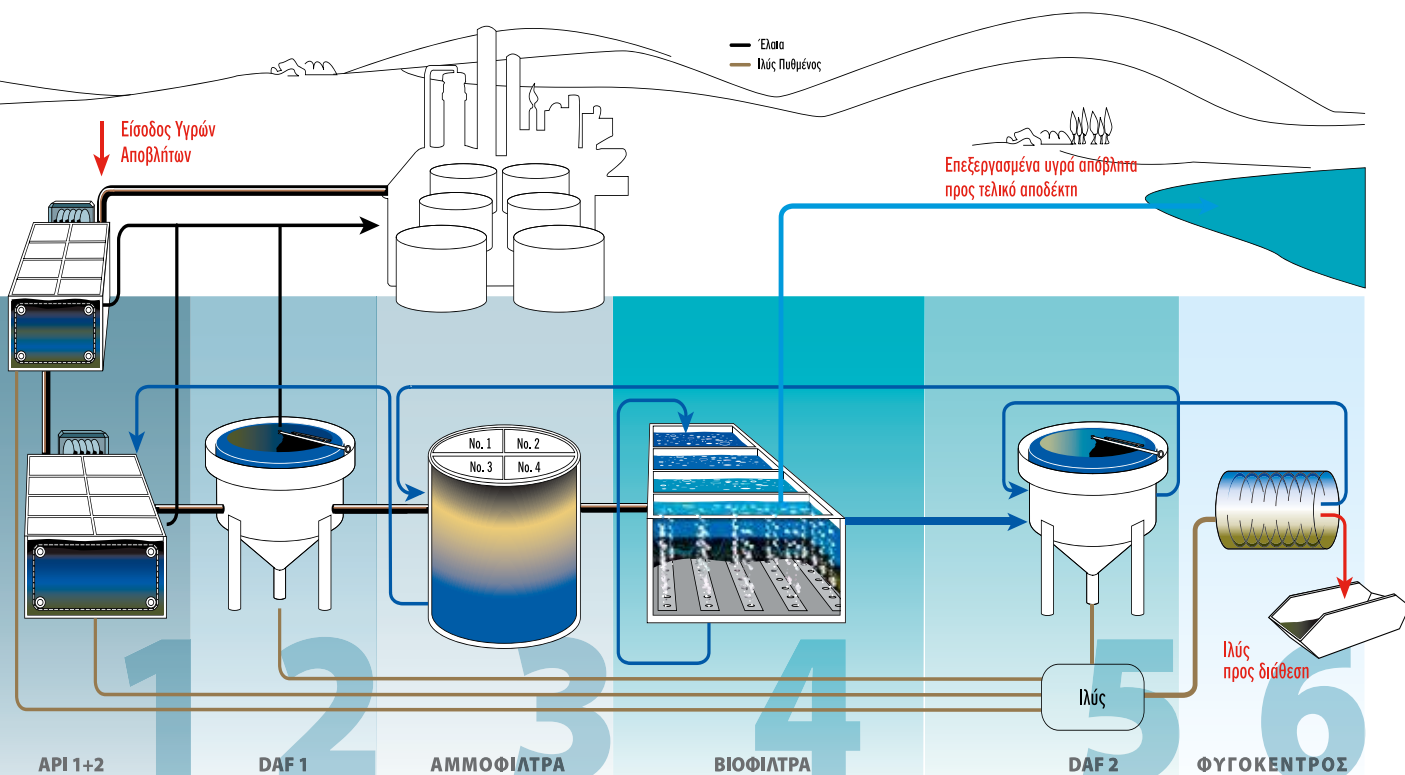 Έλαια
Ιλύς Πυθμένος
Είσοδος Υγρών
Αποβλήτων
Επεξεργασμένα υγρά απόβλητα
προς τελικό αποδέκτη
No. 1
No. 2
No. 3
No. 4
Ιλύς
Ιλύς
προς διάθεση
1
2
3
4
5
6
API 1+2
DAF 1
ΑΜΜΟΦΙΛΤΡΑ
ΒΙΟΦΙΛΤΡΑ
DAF 2
ΦΥΓΟΚΕΝΤΡΟΣ